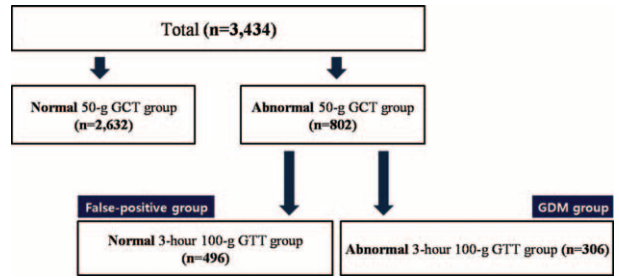 Total (n=3,434)
Normal 50-g GCT group
(n=2,632)
Abnormal 50-g GCT group
(n=802)
False-positive group
GDM group
Normal 3-hour 100-g GTT group
(n=496)
Abnormal 3-hour 100-g GTT group (n=306)